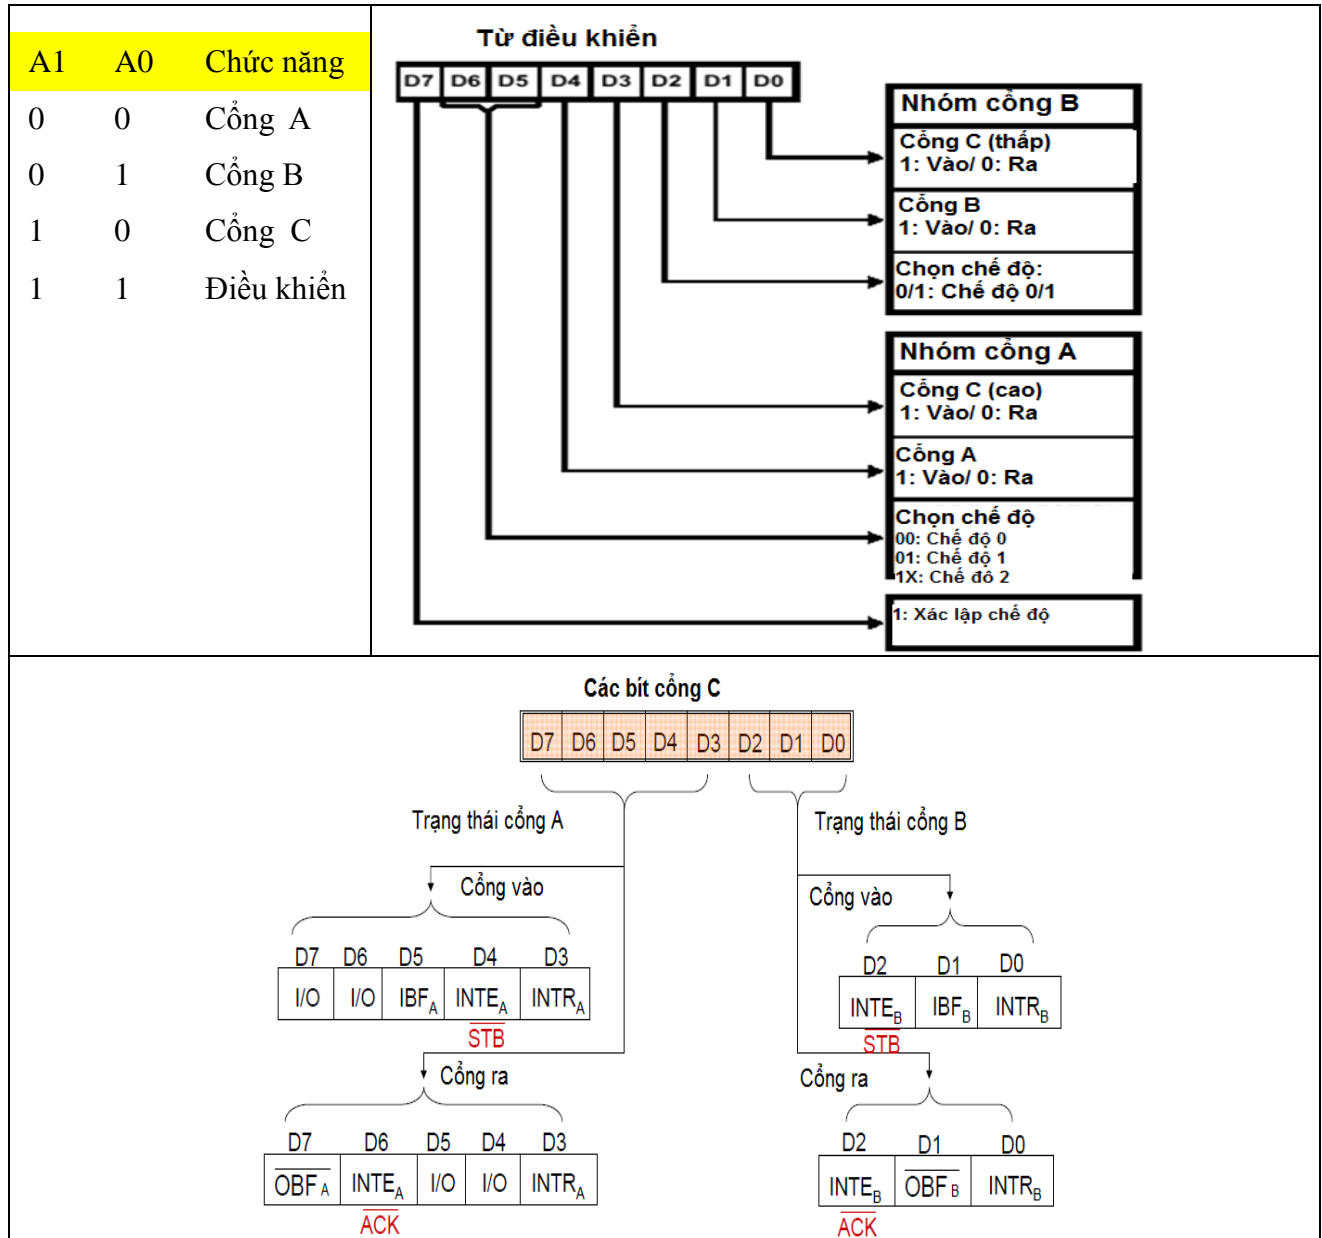 A1 A0 Chức năng
0 0 Cổng A
0 1 Cổng B
1 0 Cổng C
1 1 Điều khiển
Từ điều khiển
D7 D6 D5 D4 D3 D2 D1 D0
Nhóm cổng B
Cổng C (thấp)
1: Vào/ 0: Ra
Cổng B
1: Vào/ 0: Ra
Chọn chế độ:
0/1: Chế độ 0/1
Nhóm cổng A
Cổng C (cao)
1: Vào/ 0: Ra
Cổng A
1: Vào/ 0: Ra
Chọn chế độ
00: Chế độ 0
01: Chế độ 1
1X: Chế đô 2
1: Xác lập chế độ
Các bít cổng C
D7 D6 D5 D4 D3 D2 D1 D0
Trạng thái cổng A
Trạng thái cổng B
Cổng vào
Cổng vào
D7 D6 D5 D4 D3
I/O I/O IBFA INTEA INTRA
STB
D2 D1 D0
INTEB IBFB INTRB
STB
Cổng ra
Cổng ra
D7 D6 D5 D4 D3
OBFA INTEA I/O I/O INTRA
ACK
D2 D1 D0
INTEB OBFB INTRB
ACK